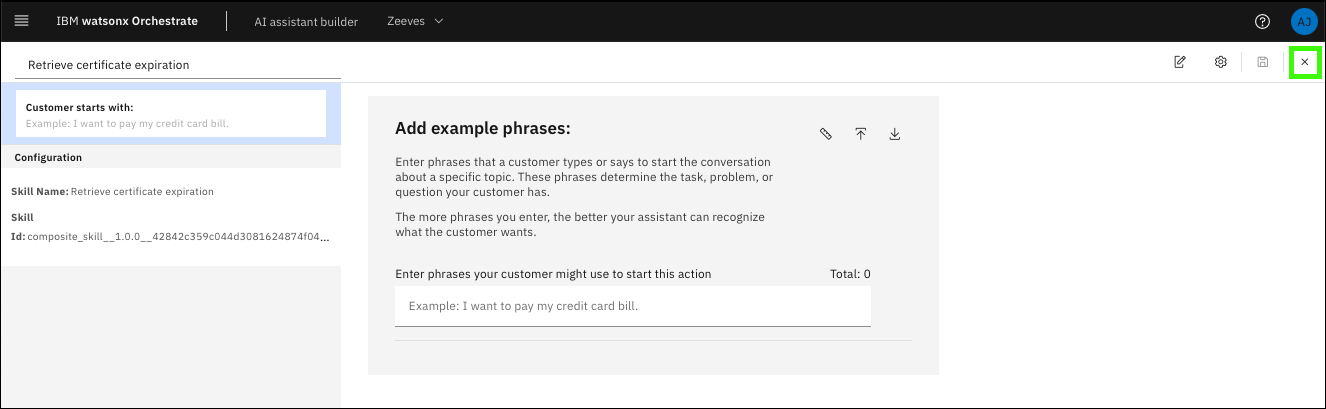 IBM watsonx Orchestrate
AI assistant builder
Zeeves
AJ
Retrieve certificate expiration
Customer starts with:
Example: I want to pay my credit card bill.
Configuration
Skill Name: Retrieve certificate expiration
Skill
Id: composite_skill__1.0.0__42842c359c044d3081624874f04...
Add example phrases:
Enter phrases that a customer types or says to start the conversation
about a specific topic. These phrases determine the task, problem, or
question your customer has.
The more phrases you enter, the better your assistant can recognize
what the customer wants.
Enter phrases your customer might use to start this action
Total: 0
Example: I want to pay my credit card bill.